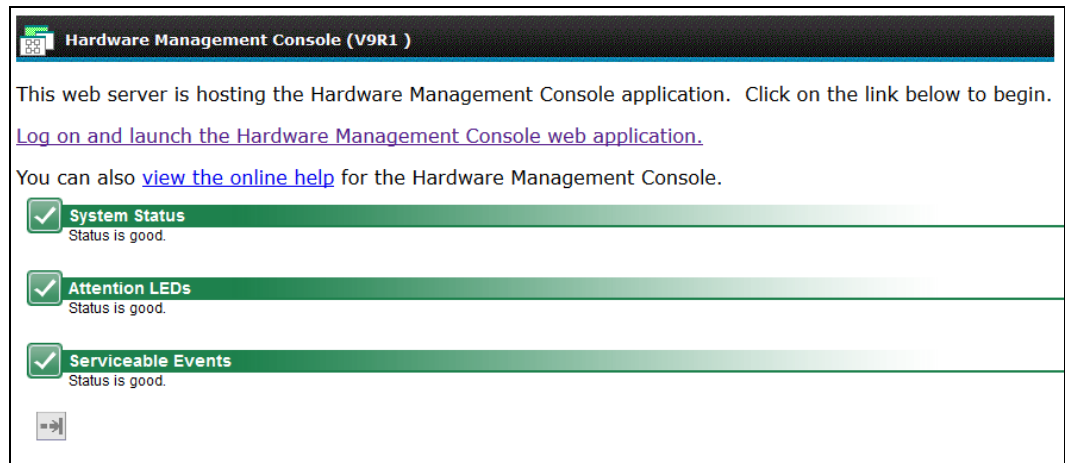 Hardware Management Console (V9R1 )
This web server is hosting the Hardware Management Console application.  Click on the link below to begin.
Log on and launch the Hardware Management Console web application.
You can also view the online help for the Hardware Management Console.
System Status
Status is good.
Attention LEDs
Status is good.
Serviceable Events
Status is good.